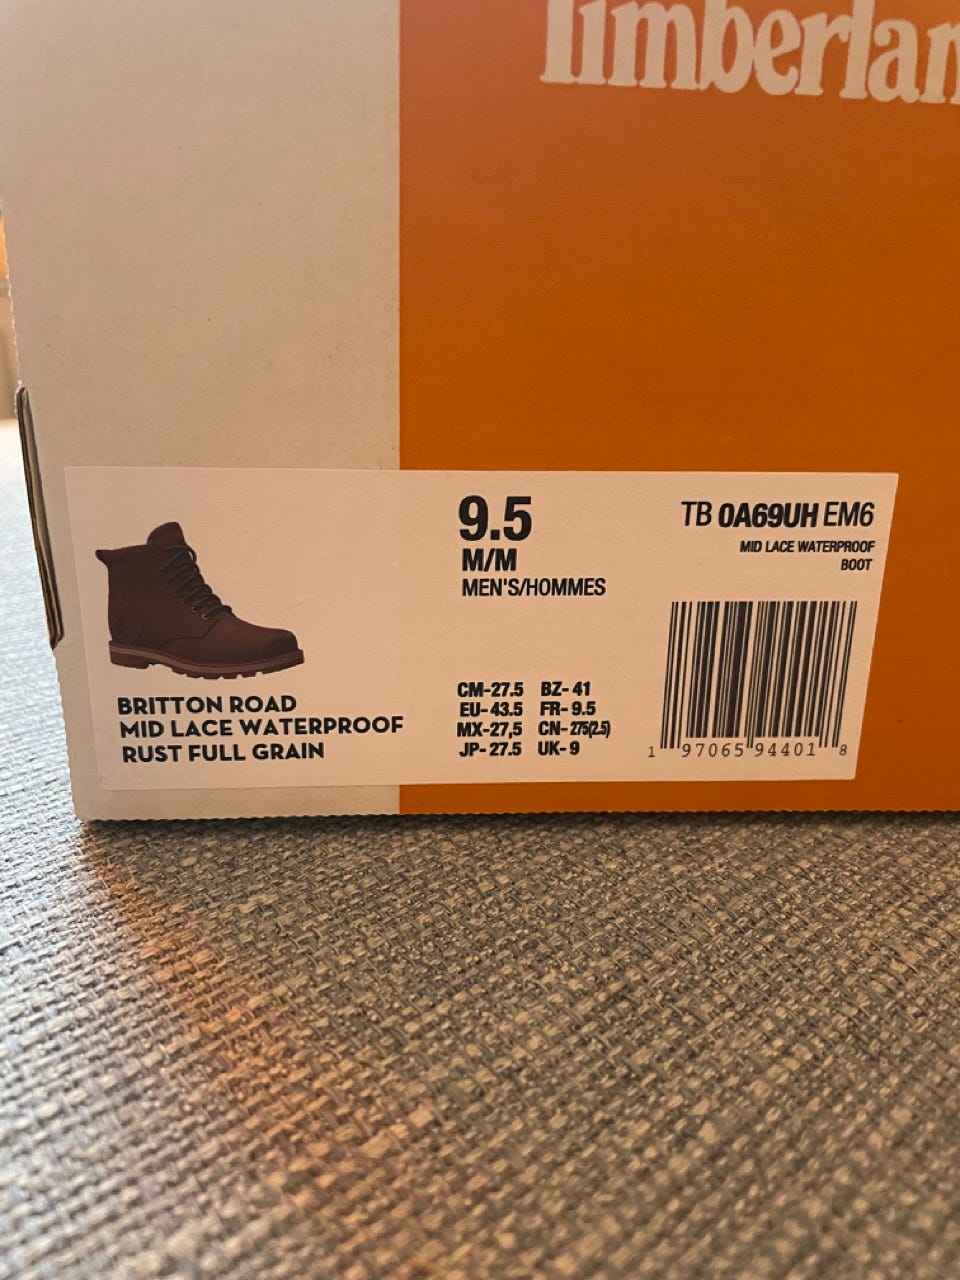 Timberlan
9.5
M/M
MEN'S/HOMMES
TB 0A69UH EM6
MID LACE WATERPROOF
BOOT
BRITTON ROAD
MID LACE WATERPROOF
RUST FULL GRAIN
CM-27.5 BZ-41
EU-43.5 FR-9.5
MX-27,5 CN-275(2.5)
JP-27.5 UK-9
1 97065 94401 8